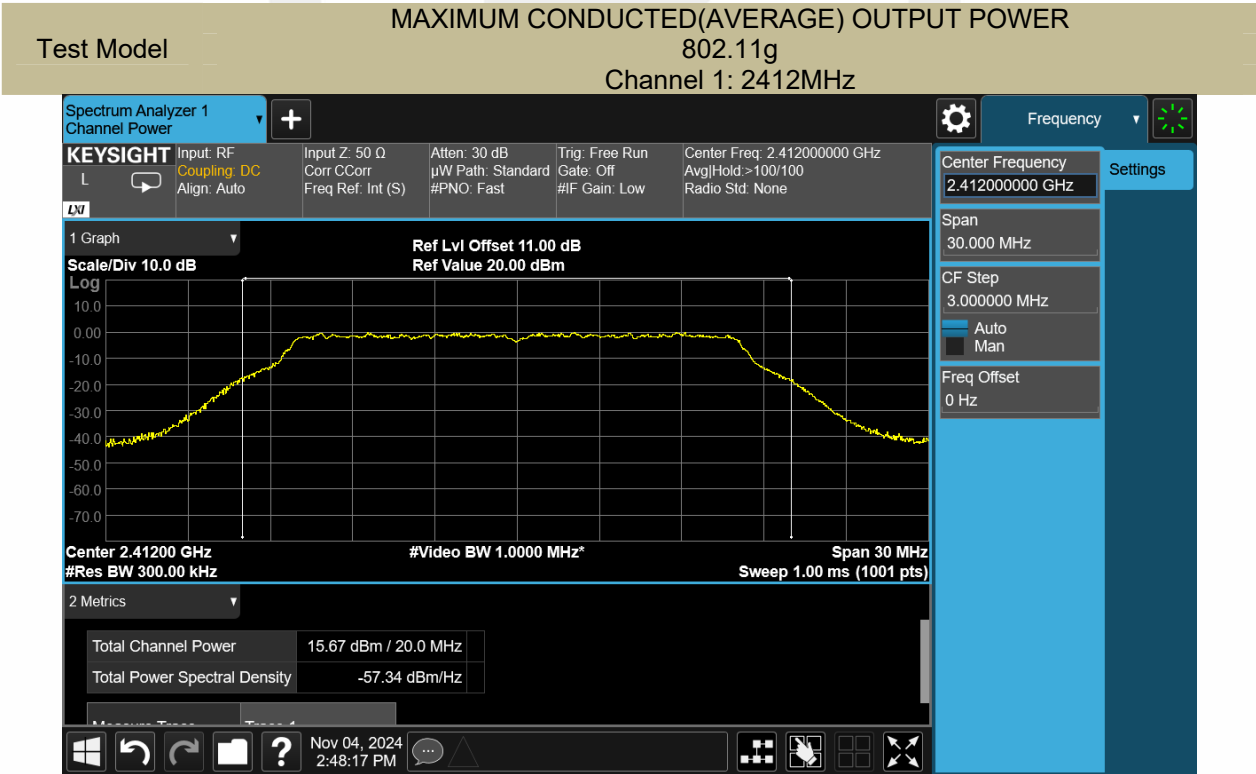 MAXIMUM CONDUCTED(AVERAGE) OUTPUT POWER
Test Model
802.11g
Channel 1: 2412MHz
Spectrum Analyzer 1
Channel Power
Frequency
KEYSIGHT
L
LXI
Input: RF
Coupling: DC
Align: Auto
Input Z: 50 Ω
Corr CCorr
Freq Ref: Int (S)
Atten: 30 dB
µW Path: Standard
#PNO: Fast
Trig: Free Run
Gate: Off
#IF Gain: Low
Center Freq: 2.412000000 GHz
Avg|Hold:>100/100
Radio Std: None
Center Frequency
2.412000000 GHz
Settings
Span
30.000 MHz
CF Step
3.000000 MHz
Auto
Man
Freq Offset
0 Hz
1 Graph
Scale/Div 10.0 dB
Ref Lvl Offset 11.00 dB
Ref Value 20.00 dBm
Log
10.0
0.00
-10.0
-20.0
-30.0
-40.0
-50.0
-60.0
-70.0
Center 2.41200 GHz
#Video BW 1.0000 MHz*
Span 30 MHz
#Res BW 300.00 kHz
Sweep 1.00 ms (1001 pts)
2 Metrics
Total Channel Power 15.67 dBm / 20.0 MHz
Total Power Spectral Density -57.34 dBm/Hz
Measure Trace Trace 1
?
Nov 04, 2024
2:48:17 PM